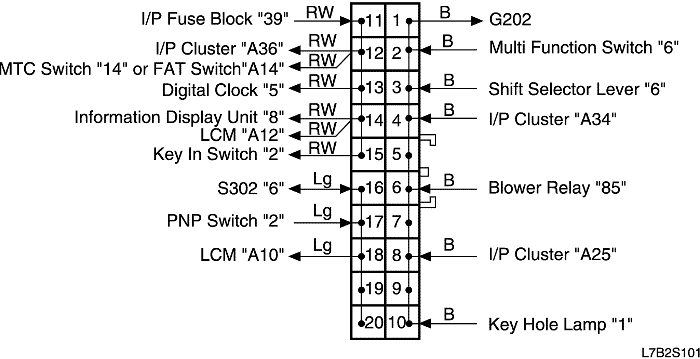 I/P Fuse Block "39" RW 11 1 B G202
I/P Cluster "A36" RW 12 2 B Multi Function Switch "6"
MTC Switch "14" or FAT Switch"A14" RW
Digital Clock "5" RW 13 3 B Shift Selector Lever "6"
Information Display Unit "8" RW 14 4 B I/P Cluster "A34"
LCM "A12" RW
Key In Switch "2" RW 15 5
S302 "6" Lg 16 6 B Blower Relay "85"
PNP Switch "2" Lg 17 7
LCM "A10" Lg 18 8 B I/P Cluster "A25"
19 9
20 10 B Key Hole Lamp "1"
L7B2S101